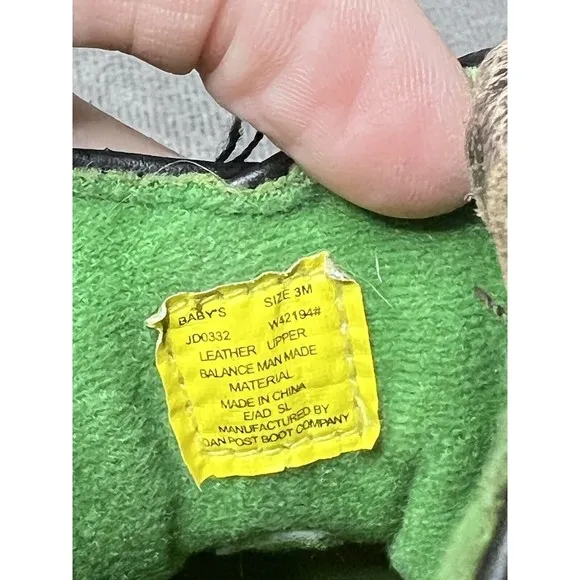 BABY'S SIZE 3M
JD0332 W42194#
LEATHER UPPER
BALANCE MAN MADE
MATERIAL
MADE IN CHINA
E/AD SL
MANUFACTURED BY
DAN POST BOOT COMPANY